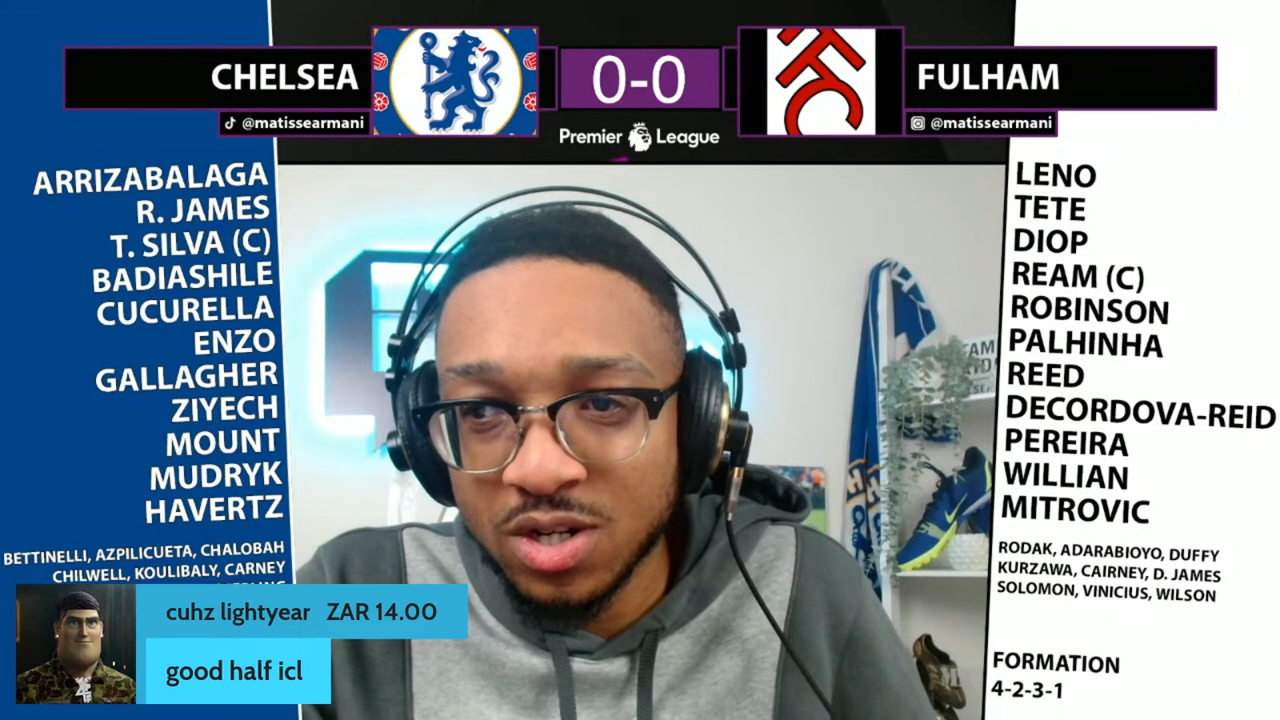 CHELSEA
0-0
FULHAM
@matissearmani
Premier League
@matissearmani
ARRIZABALAGA
R. JAMES
T. SILVA (C)
BADIASHILE
CUCURELLA
ENZO
GALLAGHER
ZIYECH
MOUNT
MUDRYK
HAVERTZ
BETTINELLI, AZPILICUETA, CHALOBAH
CHILWELL, KOULIBALY, CARNEY
cuhz lightyear ZAR 14.00
good half icl
LENO
TETE
DIOP
REAM (C)
ROBINSON
PALHINHA
REED
DECORDOVA-REID
PEREIRA
WILLIAN
MITROVIC
RODAK, ADARABIOYO, DUFFY
KURZAWA, CAIRNEY, D. JAMES
SOLOMON, VINICIUS, WILSON
FORMATION
4-2-3-1
FFC